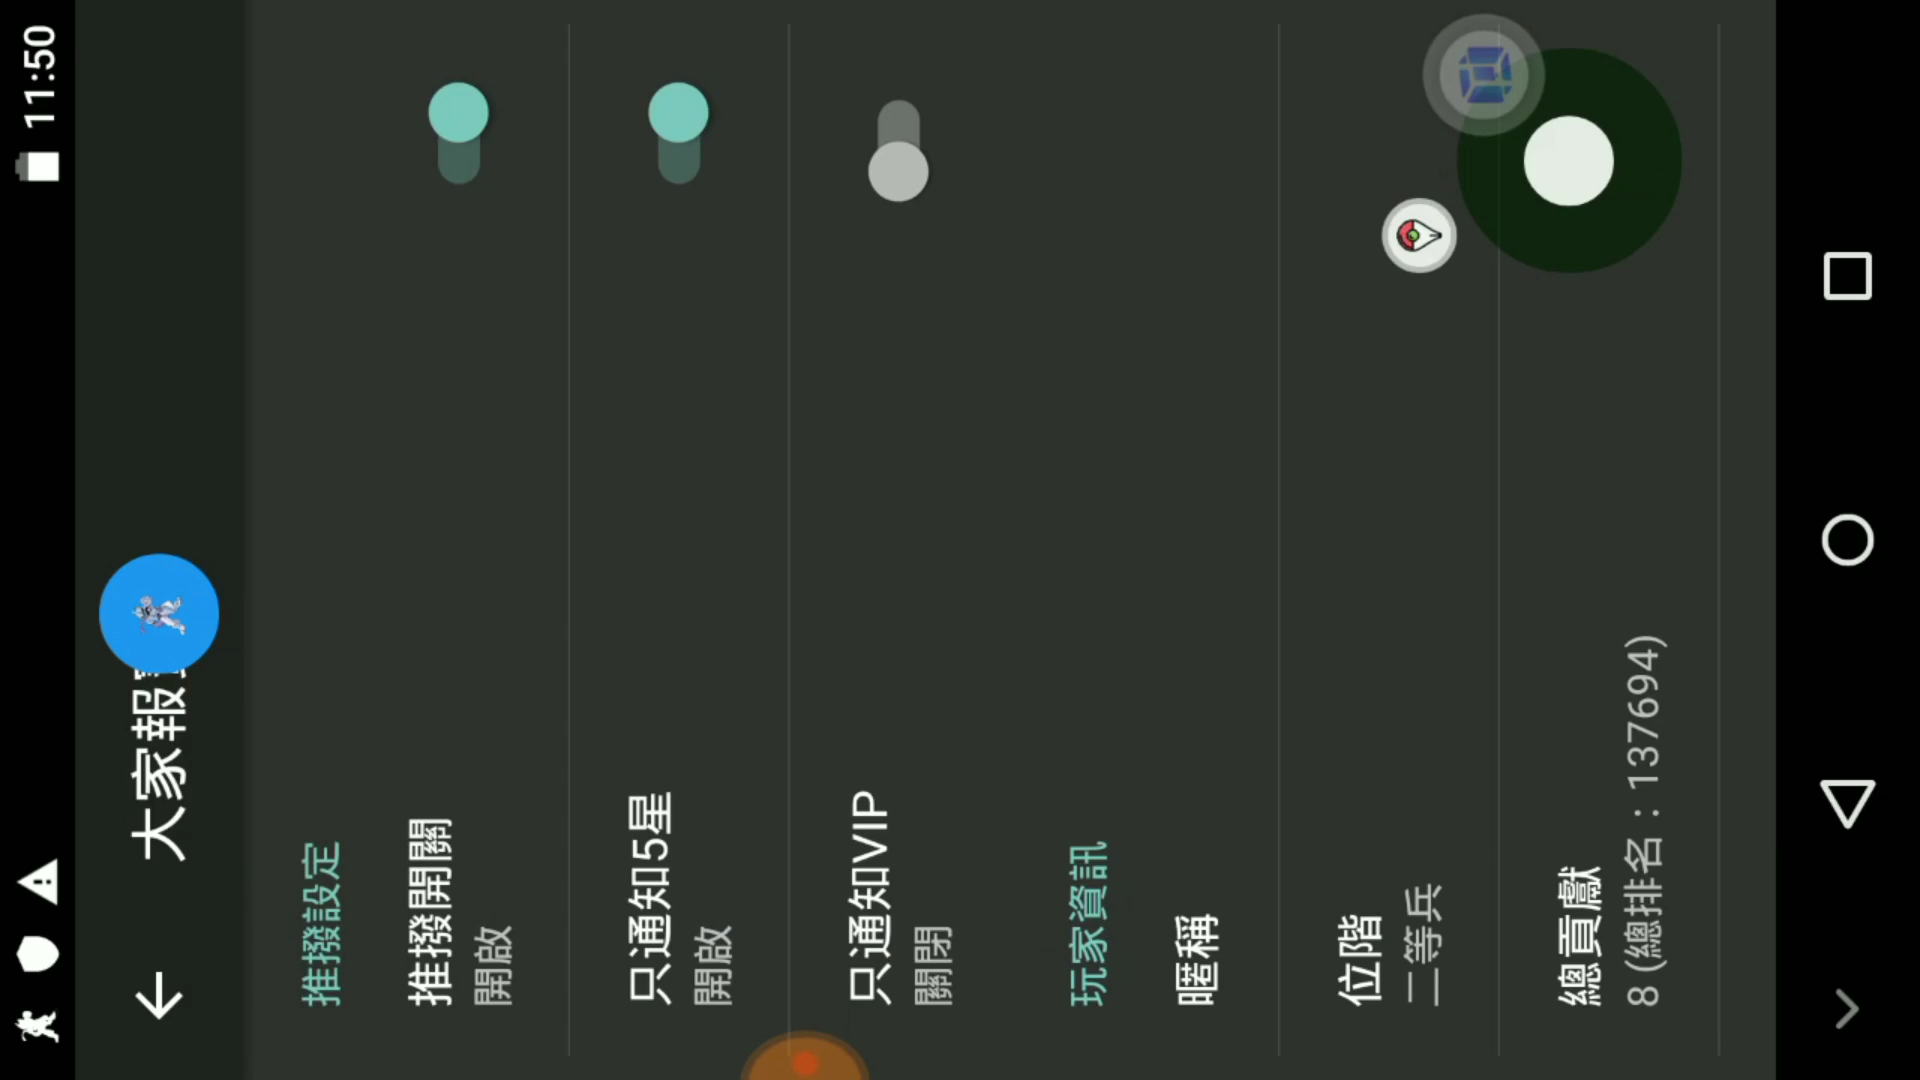 11:50
大家報
推撥設定
推撥開關
開啟
只通知5星
開啟
只通知VIP
關閉
玩家資訊
暱稱
位階
二等兵
總貢獻
8 (總排名：137694)